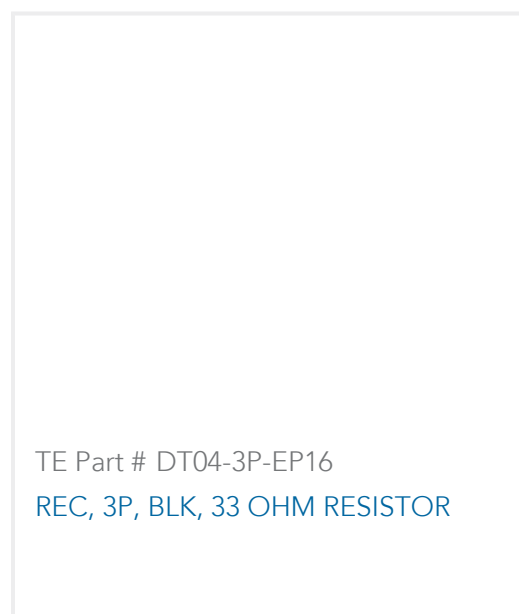 TE Part # DT04-3P-EP16
REC, 3P, BLK, 33 OHM RESISTOR